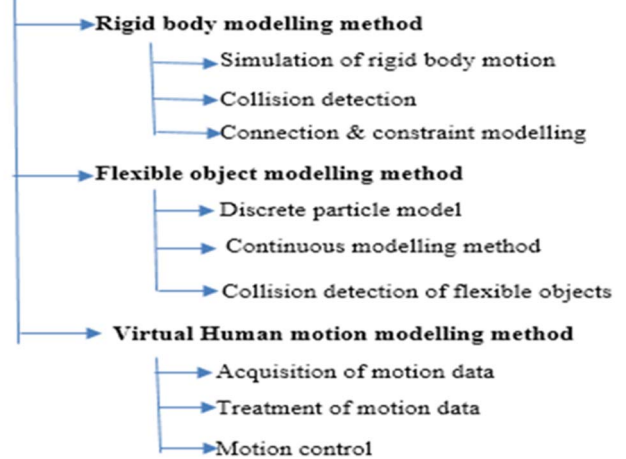 Rigid body modelling method
Simulation of rigid body motion
Collision detection
Connection & constraint modelling
Flexible object modelling method
Discrete particle model
Continuous modelling method
Collision detection of flexible objects
Virtual Human motion modelling method
Acquisition of motion data
Treatment of motion data
Motion control